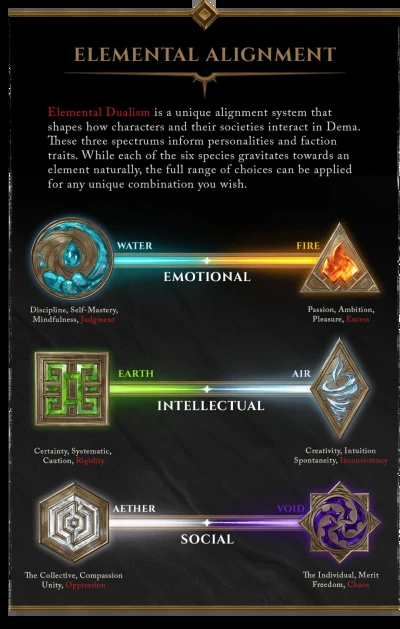 ELEMENTAL ALIGNMENT
Elemental Dualism is a unique alignment system that
shapes how characters and their societies interact in Dema.
These three spectrums inform personalities and faction
traits. While each of the six species gravitates towards an
element naturally, the full range of choices can be applied
for any unique combination you wish.
WATER
FIRE
EMOTIONAL
Discipline, Self-Mastery,
Mindfulness, Judgment
Passion, Ambition,
Pleasure, Excess
EARTH
AIR
INTELLECTUAL
Certainty, Systematic,
Caution, Rigidity
Creativity, Intuition
Spontaneity, Inconsistency
AETHER
VOID
SOCIAL
The Collective, Compassion
Unity, Oppression
The Individual, Merit
Freedom, Chaos